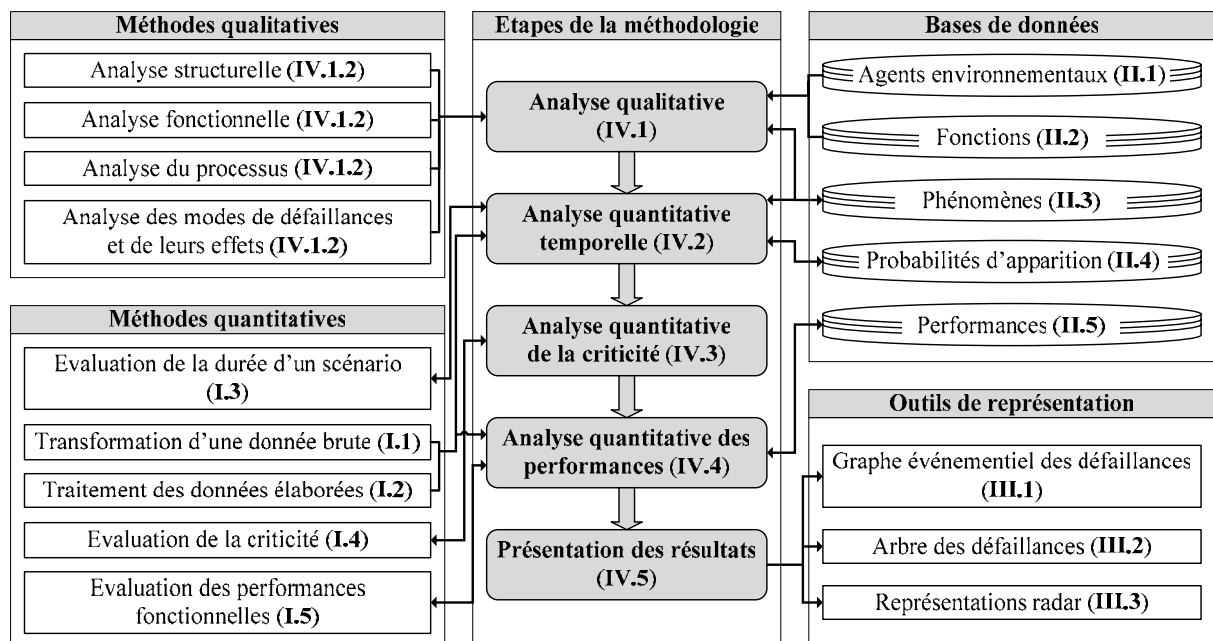 Méthodes qualitatives
Analyse structurelle (IV.1.2)
Analyse fonctionnelle (IV.1.2)
Analyse du processus (IV.1.2)
Analyse des modes de défaillances
et de leurs effets (IV.1.2)
Méthodes quantitatives
Evaluation de la durée d’un scénario
(I.3)
Transformation d’une donnée brute (I.1)
Traitement des données élaborées (I.2)
Evaluation de la criticité (I.4)
Evaluation des performances
fonctionnelles (I.5)
Etapes de la méthodologie
Analyse qualitative
(IV.1)
Analyse quantitative
temporelle (IV.2)
Analyse quantitative
de la criticité (IV.3)
Analyse quantitative des
performances (IV.4)
Présentation des résultats
(IV.5)
Bases de données
Agents environnementaux (II.1)
Fonctions (II.2)
Phénomènes (II.3)
Probabilités d’apparition (II.4)
Performances (II.5)
Outils de représentation
Graphe événementiel des défaillances
(III.1)
Arbre des défaillances (III.2)
Représentations radar (III.3)